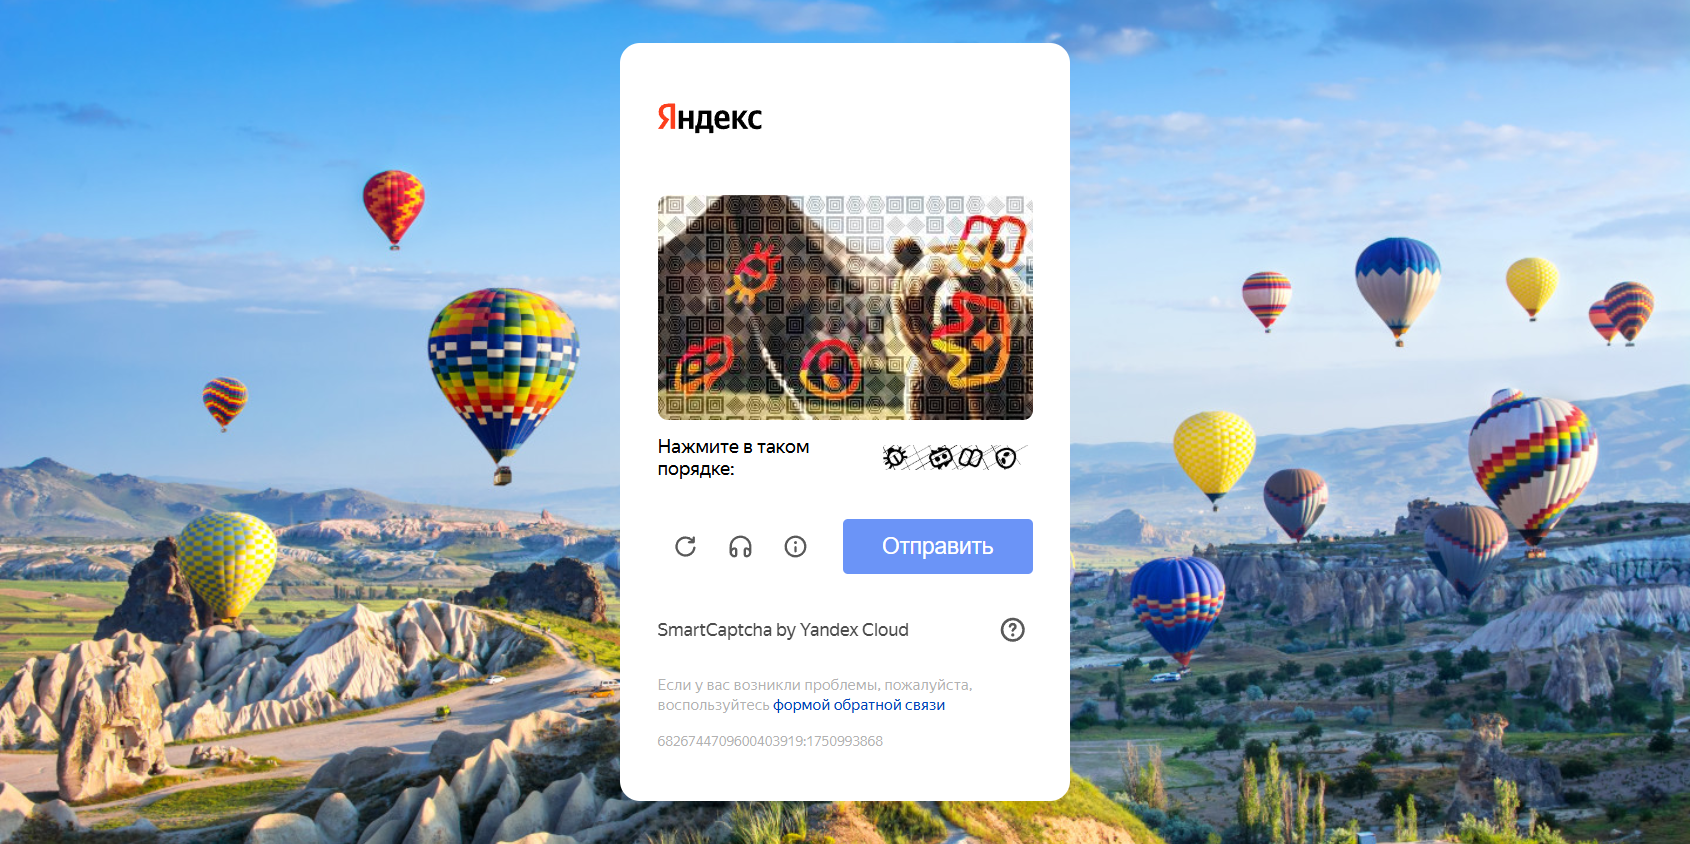 Яндекс
Нажмите в таком
порядке:
Отправить
SmartCaptcha by Yandex Cloud
Если у вас возникли проблемы, пожалуйста,
воспользуйтесь формой обратной связи
6826744709600403919:1750993868